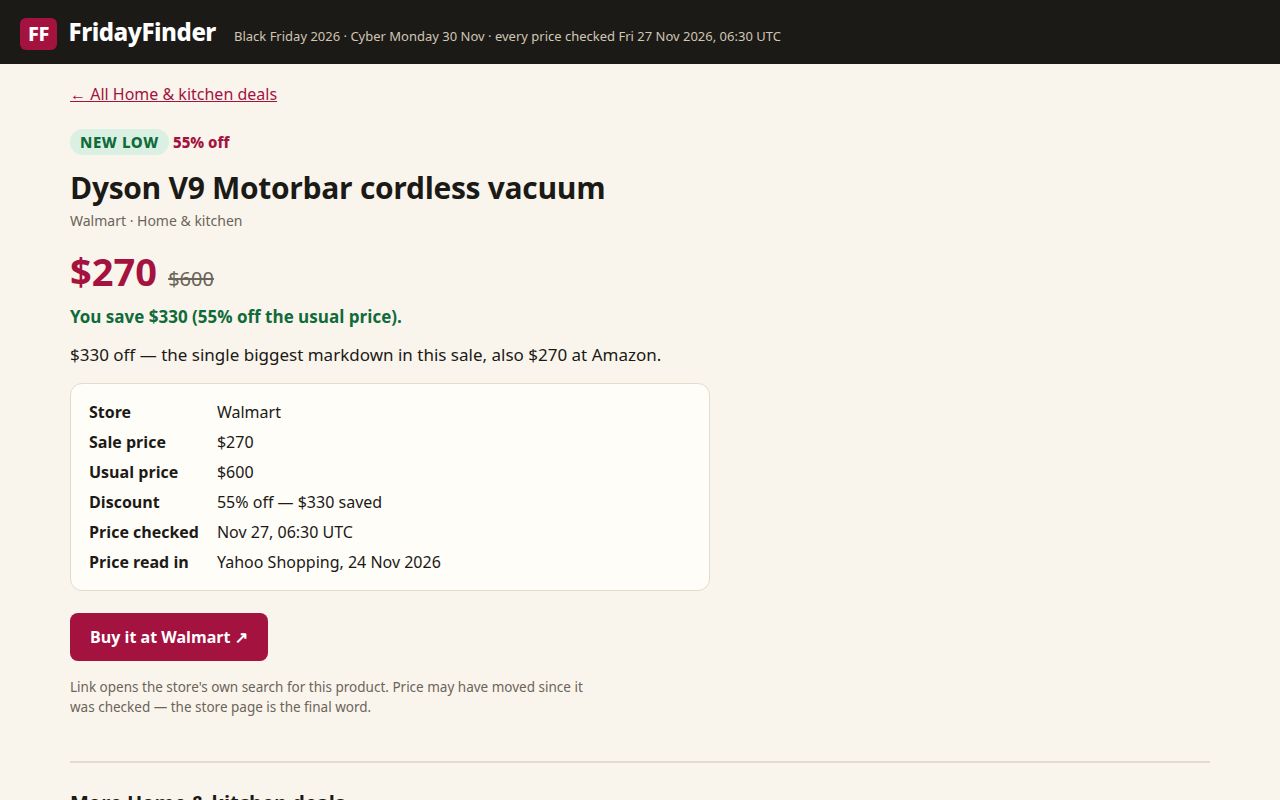 FF FridayFinder Black Friday 2026 · Cyber Monday 30 Nov · every price checked Fri 27 Nov 2026, 06:30 UTC
← All Home & kitchen deals
NEW LOW 55% off
Dyson V9 Motorbar cordless vacuum
Walmart · Home & kitchen
$270 $600
You save $330 (55% off the usual price).
$330 off — the single biggest markdown in this sale, also $270 at Amazon.
Store Walmart
Sale price $270
Usual price $600
Discount 55% off — $330 saved
Price checked Nov 27, 06:30 UTC
Price read in Yahoo Shopping, 24 Nov 2026
Buy it at Walmart ↗
Link opens the store's own search for this product. Price may have moved since it
was checked — the store page is the final word.
More Home & kitchen deals